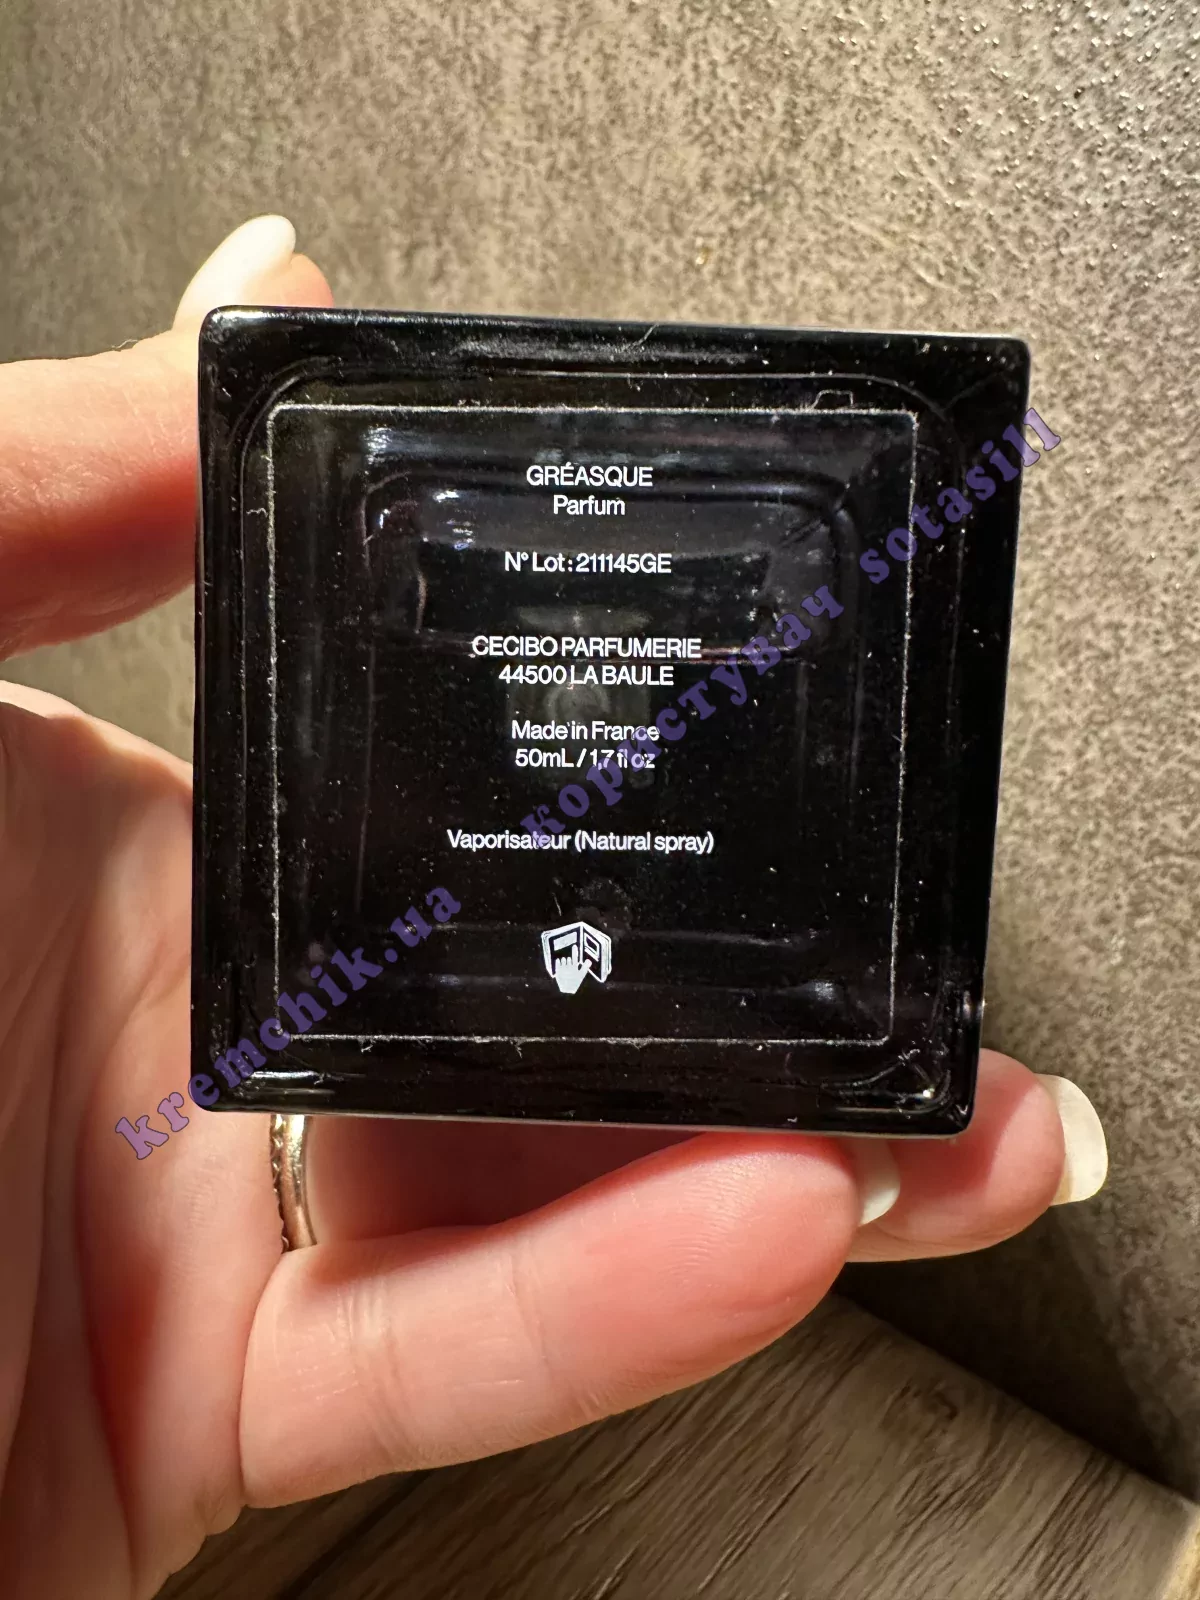 GRÉASQUE
Parfum
N° Lot : 211145GE
CECIBO PARFUMERIE
44500 LA BAULE
Made in France
50mL / 1,7 fl oz
Vaporisateur (Natural spray)
kremchik.ua користувач sotasill